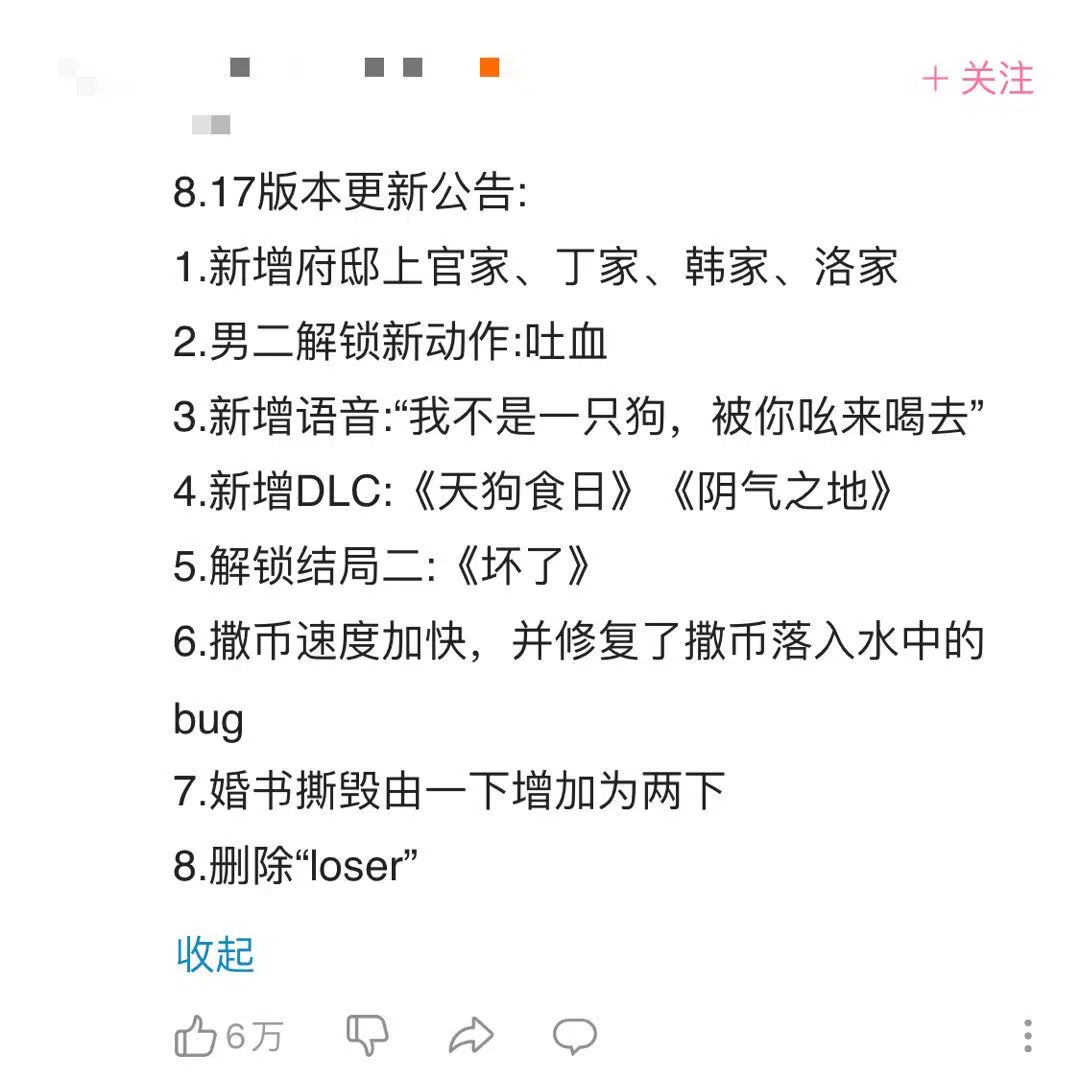 + 关注
8.17版本更新公告:
1.新增府邸上官家、丁家、韩家、洛家
2.男二解锁新动作:吐血
3.新增语音:“我不是一只狗，被你吆来喝去”
4.新增DLC:《天狗食日》《阴气之地》
5.解锁结局二:《坏了》
6.撒币速度加快，并修复了撒币落入水中的
bug
7.婚书撕毁由一下增加为两下
8.删除“loser”
收起
6万